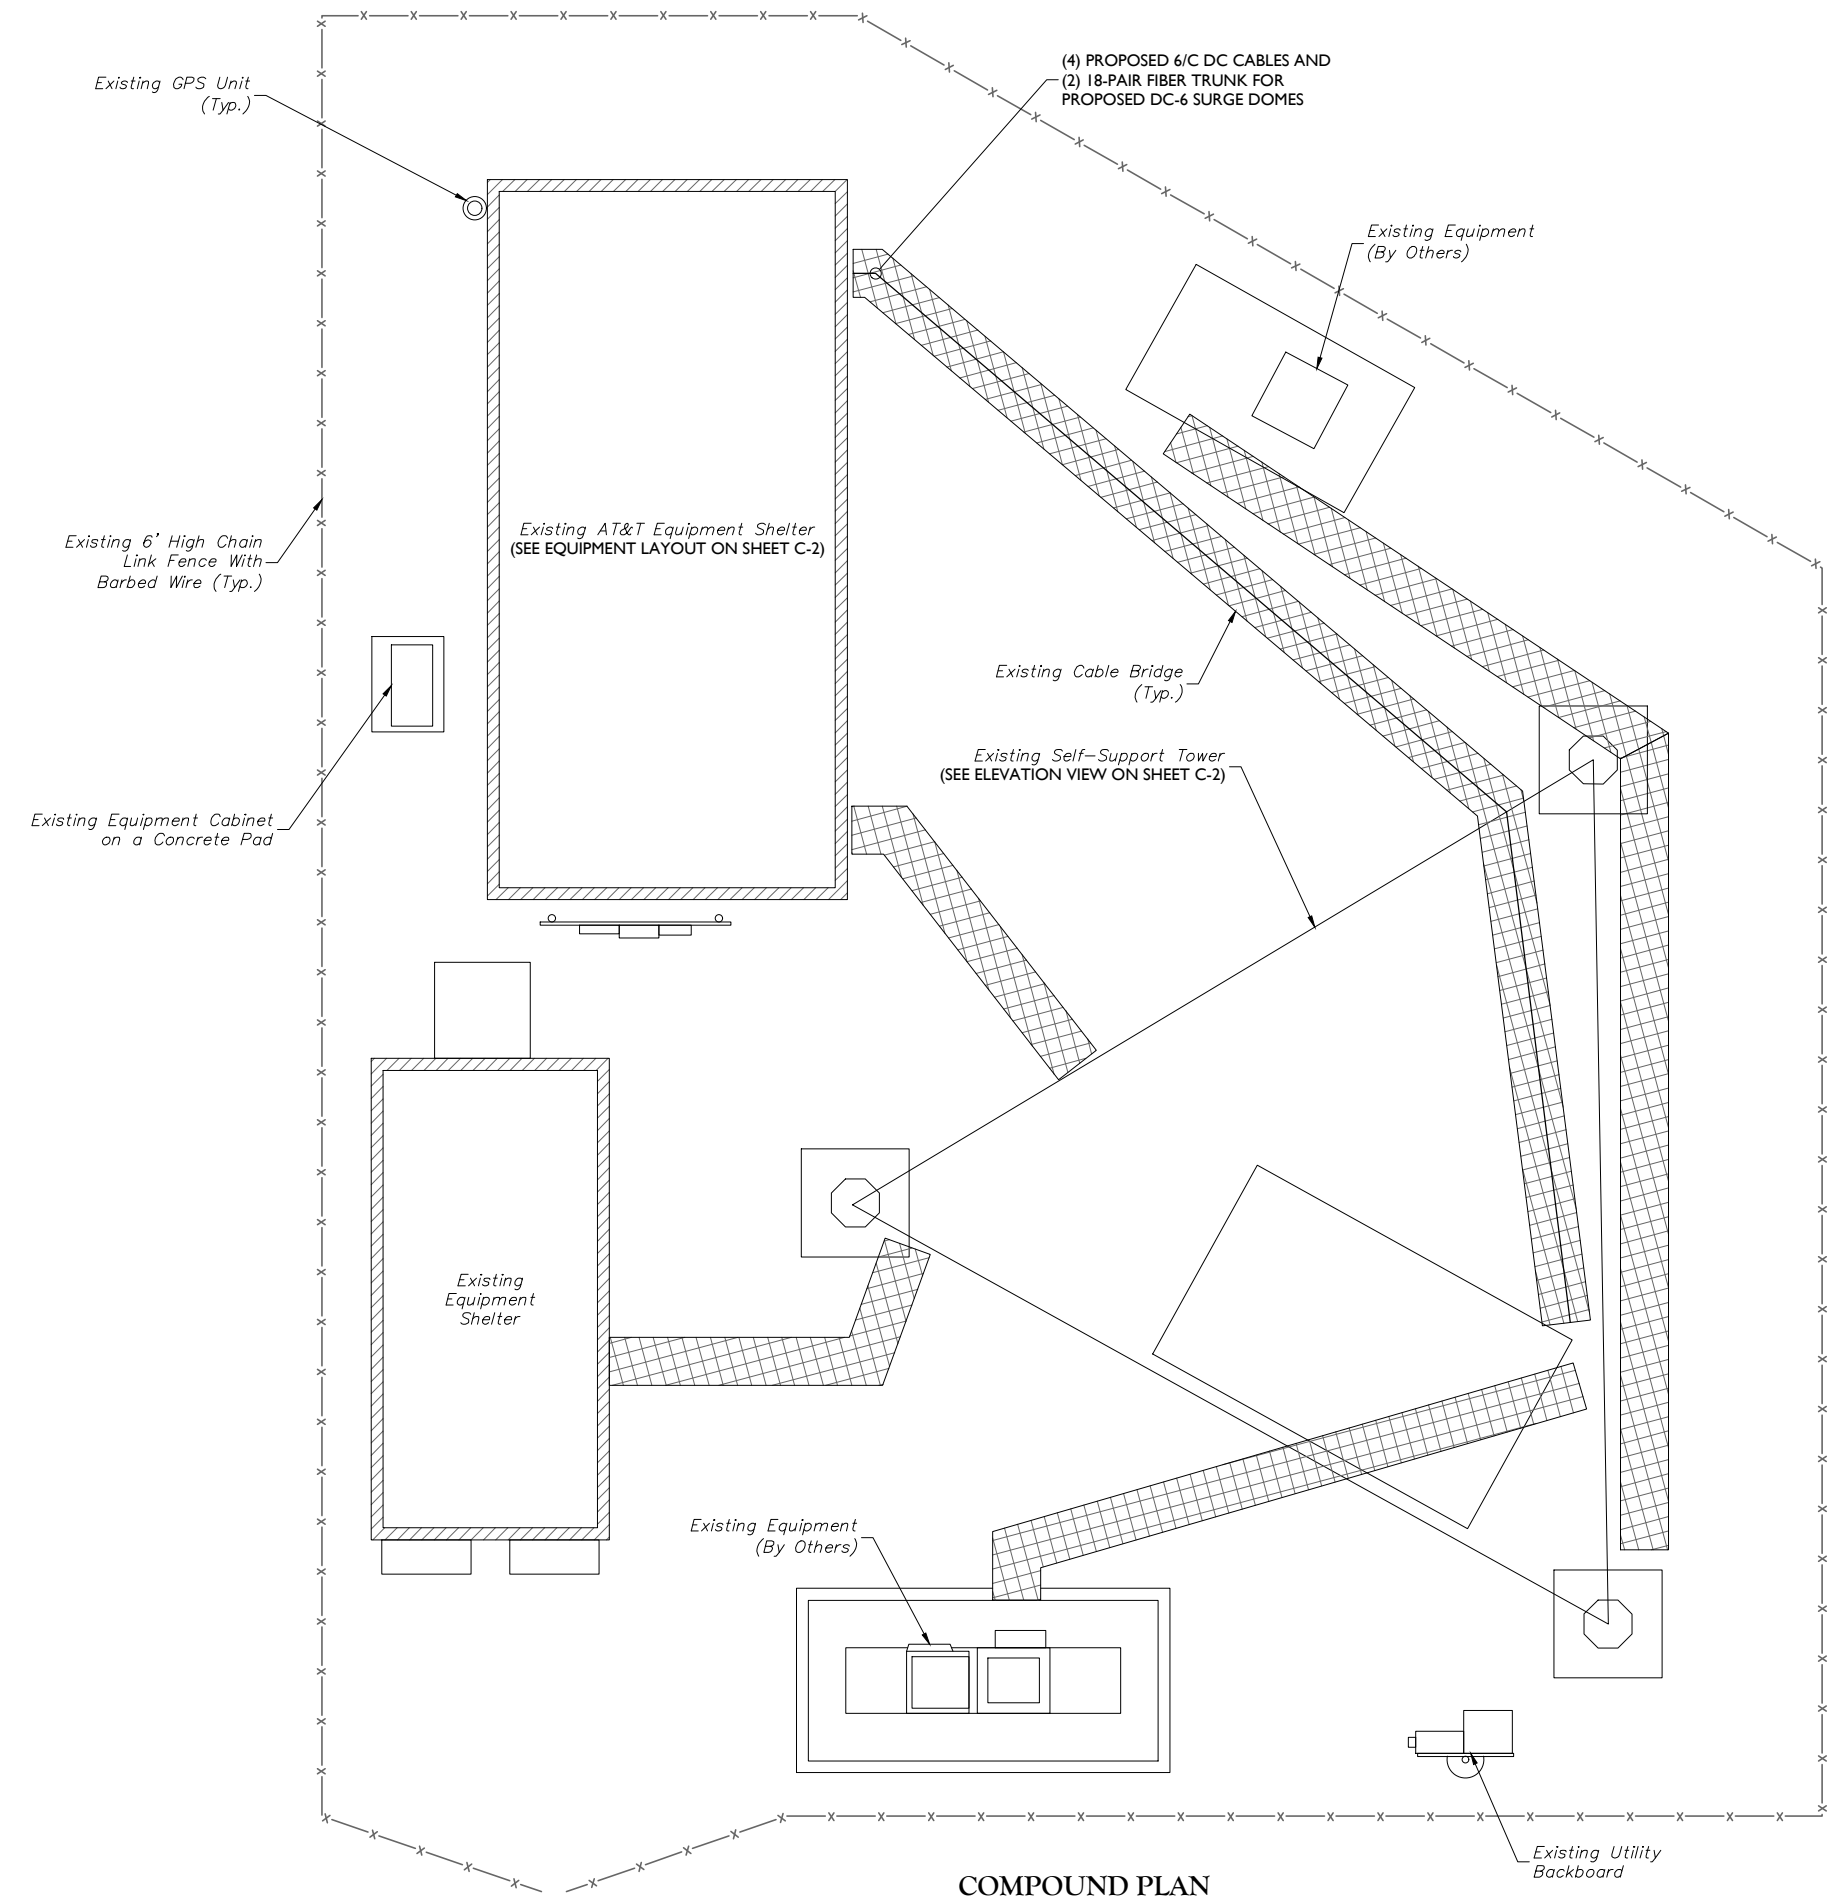 (4) PROPOSED 6/C DC CABLES AND
(2) 18-PAIR FIBER TRUNK FOR
PROPOSED DC-6 SURGE DOMES
Existing GPS Unit
(Typ.)
Existing Equipment
(By Others)
Existing AT&T Equipment Shelter
(SEE EQUIPMENT LAYOUT ON SHEET C-2)
Existing 6' High Chain
Link Fence With
Barbed Wire (Typ.)
Existing Cable Bridge
(Typ.)
Existing Self-Support Tower
(SEE ELEVATION VIEW ON SHEET C-2)
Existing Equipment Cabinet
on a Concrete Pad
Existing
Equipment
Shelter
Existing Equipment
(By Others)
Existing Utility
Backboard
COMPOUND PLAN